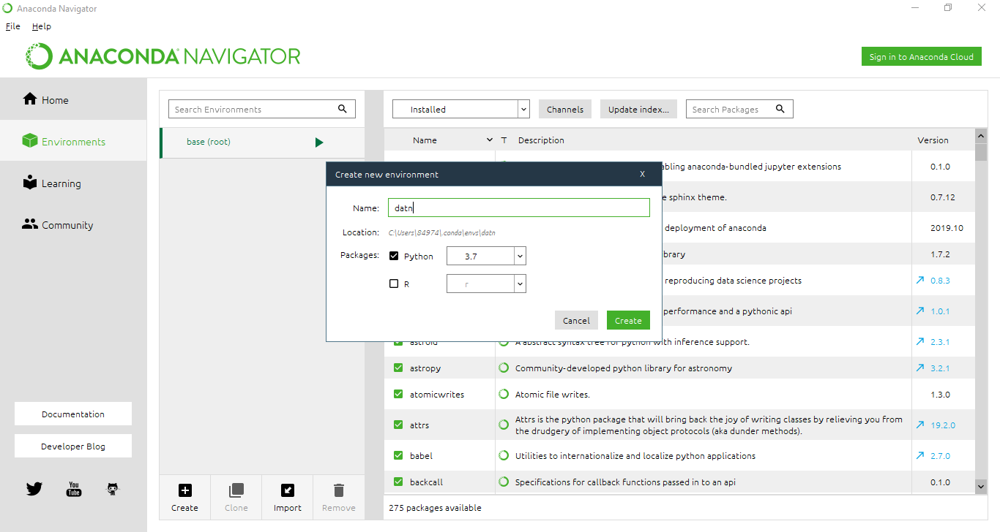 Anaconda Navigator
File Help
ANACONDA NAVIGATOR
Sign in to Anaconda Cloud
Home
Environments
Learning
Community
Documentation
Developer Blog
You
Tube
Search Environments
base (root)
Create
Clone
Import
Remove
Installed
Channels
Update index...
Search Packages
Name T Description Version
abling anaconda-bundled jupyter extensions 0.1.0
e sphinx theme. 0.7.12
deployment of anaconda 2019.10
ibrary 1.7.2
reproducing data science projects 0.8.3
performance and a pythonic api 1.0.1
astroid A abstract syntax tree for python with inference support. 2.3.1
astropy Community-developed python library for astronomy 3.2.1
atomicwrites Atomic file writes. 1.3.0
attrs Attrs is the python package that will bring back the joy of writing classes by relieving you from 19.2.0
the drudgery of implementing object protocols (aka dunder methods).
babel Utilities to internationalize and localize python applications 2.7.0
backcall Specifications for callback functions passed in to an api 0.1.0
275 packages available
Create new environment X
Name: datn
Location: C:\Users\84974\.conda\envs\datn
Packages: Python 3.7
R r
Cancel Create